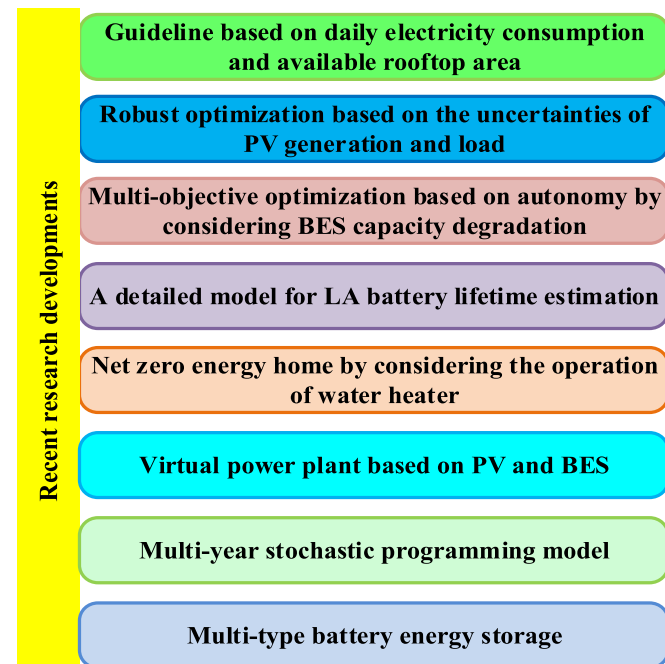 Recent research developments
Guideline based on daily electricity consumption
and available rooftop area
Robust optimization based on the uncertainties of
PV generation and load
Multi-objective optimization based on autonomy by
considering BES capacity degradation
A detailed model for LA battery lifetime estimation
Net zero energy home by considering the operation
of water heater
Virtual power plant based on PV and BES
Multi-year stochastic programming model
Multi-type battery energy storage